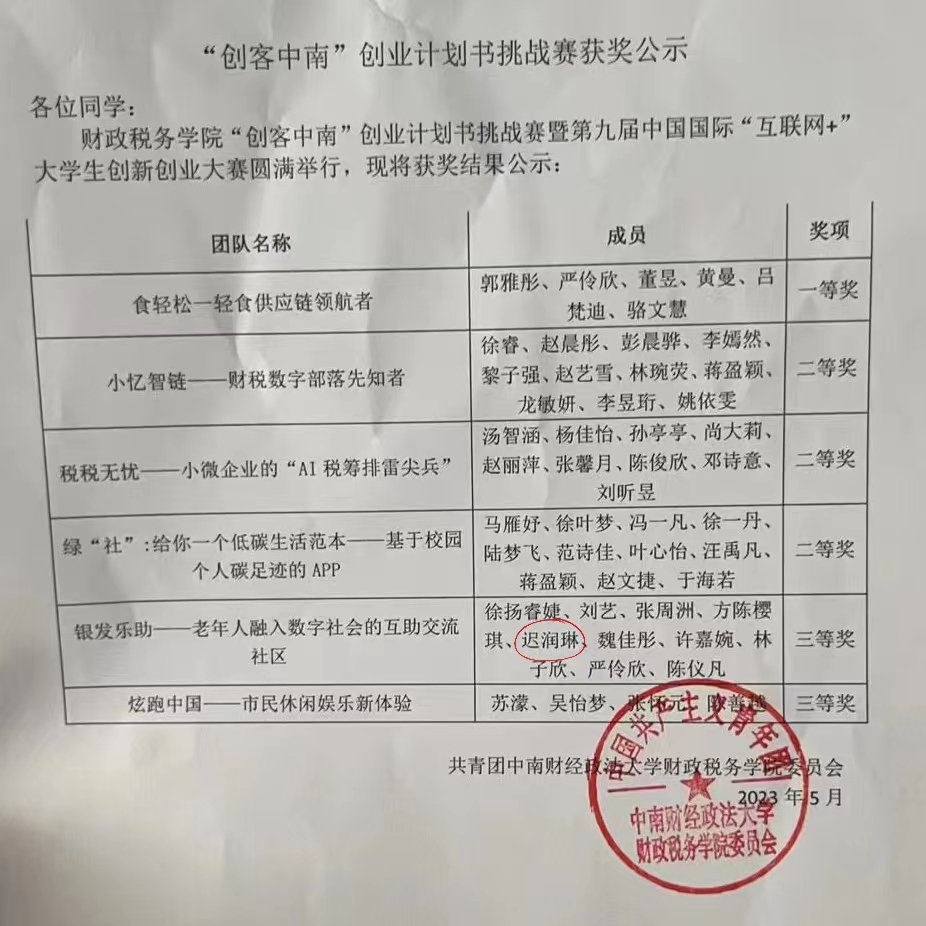 “创客中南”创业计划书挑战赛获奖公示
各位同学：
财政税务学院“创客中南”创业计划书挑战赛暨第九届中国国际“互联网+”
大学生创新创业大赛圆满举行，现将获奖结果公示：
团队名称
成员
奖项
食轻松一轻食供应链领航者
郭雅彤、严伶欣、董昱、黄曼、吕
梵迪、骆文慧
一等奖
小忆智链——财税数字部落先知者
徐睿、赵晨彤、彭晨骅、李嫣然、
黎子强、赵艺雪、林琬荧、蒋盈颖、
龙敏妍、李昱珩、姚依雯
二等奖
税税无忧——小微企业的“AI 税筹排雷尖兵”
汤智涵、杨佳怡、孙亭亭、尚大莉、
赵丽萍、张馨月、陈俊欣、邓诗意、
刘昕昱
二等奖
绿“社”:给你一个低碳生活范本——基于校园
个人碳足迹的 APP
马雁妤、徐叶梦、冯一凡、徐一丹、
陆梦飞、范诗佳、叶心怡、汪禹凡、
蒋盈颖、赵文捷、于海若
二等奖
银发乐助——老年人融入数字社会的互助交流
社区
徐扬睿婕、刘艺、张周洲、方陈樱
琪、迟润琳、魏佳彤、许嘉婉、林
子欣、严伶欣、陈仪凡
三等奖
炫跑中国——市民休闲娱乐新体验
苏濛、吴怡梦、张怀元、善越
三等奖
共青团中南财经政法大学财政税务学院委员会
2023 年 5 月
中国共产主义青年团
中南财经政法大学
财政税务学院委员会